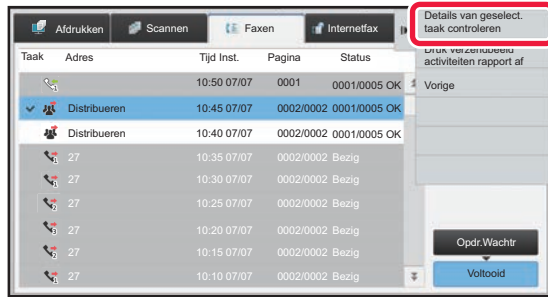 Afdrukken Scannen Faxen Internetfax
Details van geselect.
taak controleren
Druk verzendbeeld
activiteiten rapport af
Vorige
Taak Adres Tijd Inst. Pagina Status
10:50 07/07 0001 0001/0005 OK
Distribueren 10:45 07/07 0002/0002 0001/0005 OK
Distribueren 10:40 07/07 0002/0002 0001/0005 OK
27 10:35 07/07 0002/0002 Bezig
27 10:30 07/07 0002/0002 Bezig
27 10:25 07/07 0002/0002 Bezig
27 10:20 07/07 0002/0002 Bezig
27 10:15 07/07 0002/0002 Bezig
27 10:10 07/07 0002/0002 Bezig
Opdr.Wachtr
Voltooid